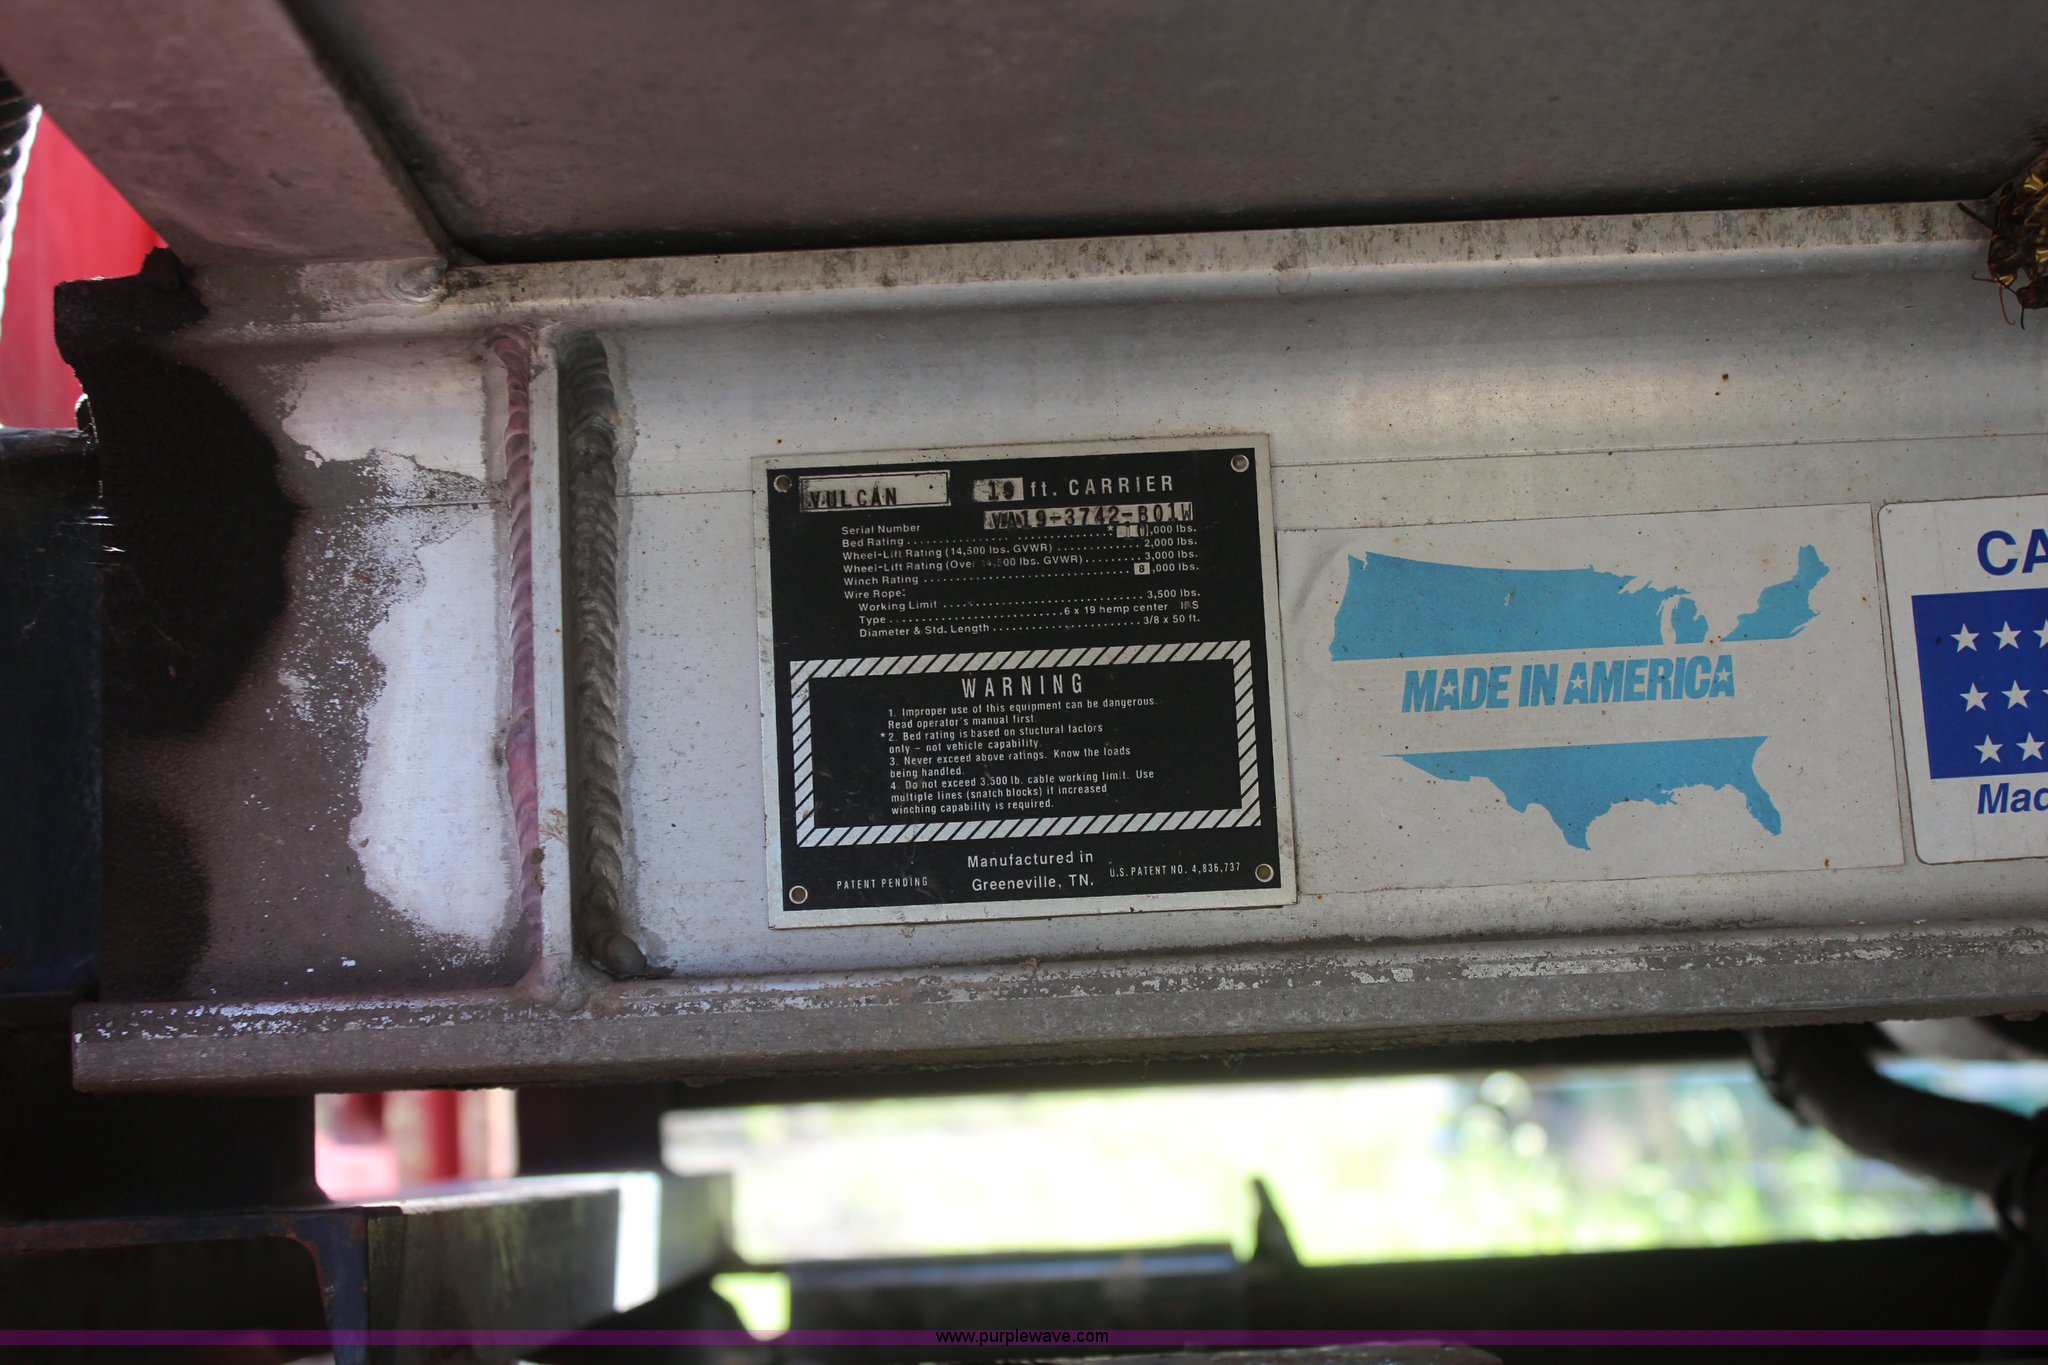 VULCAN 19 ft. CARRIER
Serial Number VA19-3742-B01W
Bed Rating ................................ * ,000 lbs.
Wheel-Lift Rating (14,500 lbs. GVWR) ............. 2,000 lbs.
Wheel-Lift Rating (Over 14,500 lbs. GVWR) ........ 3,000 lbs.
Winch Rating ............................... 8 ,000 lbs.
Wire Rope:
Working Limit ............................. 3,500 lbs.
Type ......................... 6 x 19 hemp center IPS
Diameter & Std. Length ...................... 3/8 x 50 ft.
WARNING
1. Improper use of this equipment can be dangerous.
Read operator's manual first.
*2. Bed rating is based on stuctural factors
only – not vehicle capability.
3. Never exceed above ratings. Know the loads
being handled.
4. Do not exceed 3,500 lb. cable working limit. Use
multiple lines (snatch blocks) if increased
winching capability is required.
Manufactured in
Greeneville, TN.
PATENT PENDING
U.S. PATENT NO. 4,836,737
MADE IN AMERICA
CA
Mad
www.purplewave.com